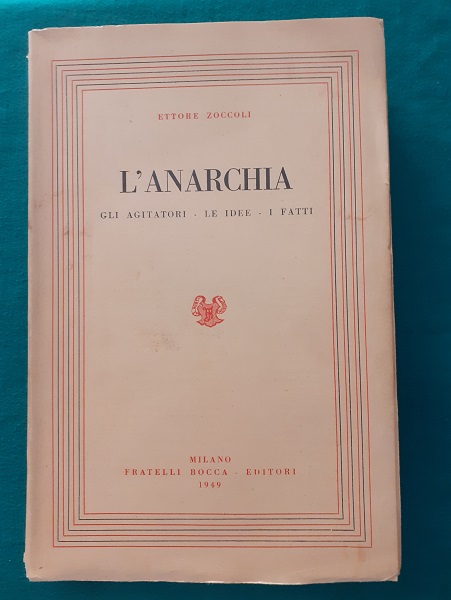 ETTORE ZOCCOLI
L'ANARCHIA
GLI AGITATORI - LE IDEE - I FATTI
MILANO
FRATELLI BOCCA - EDITORI
1949